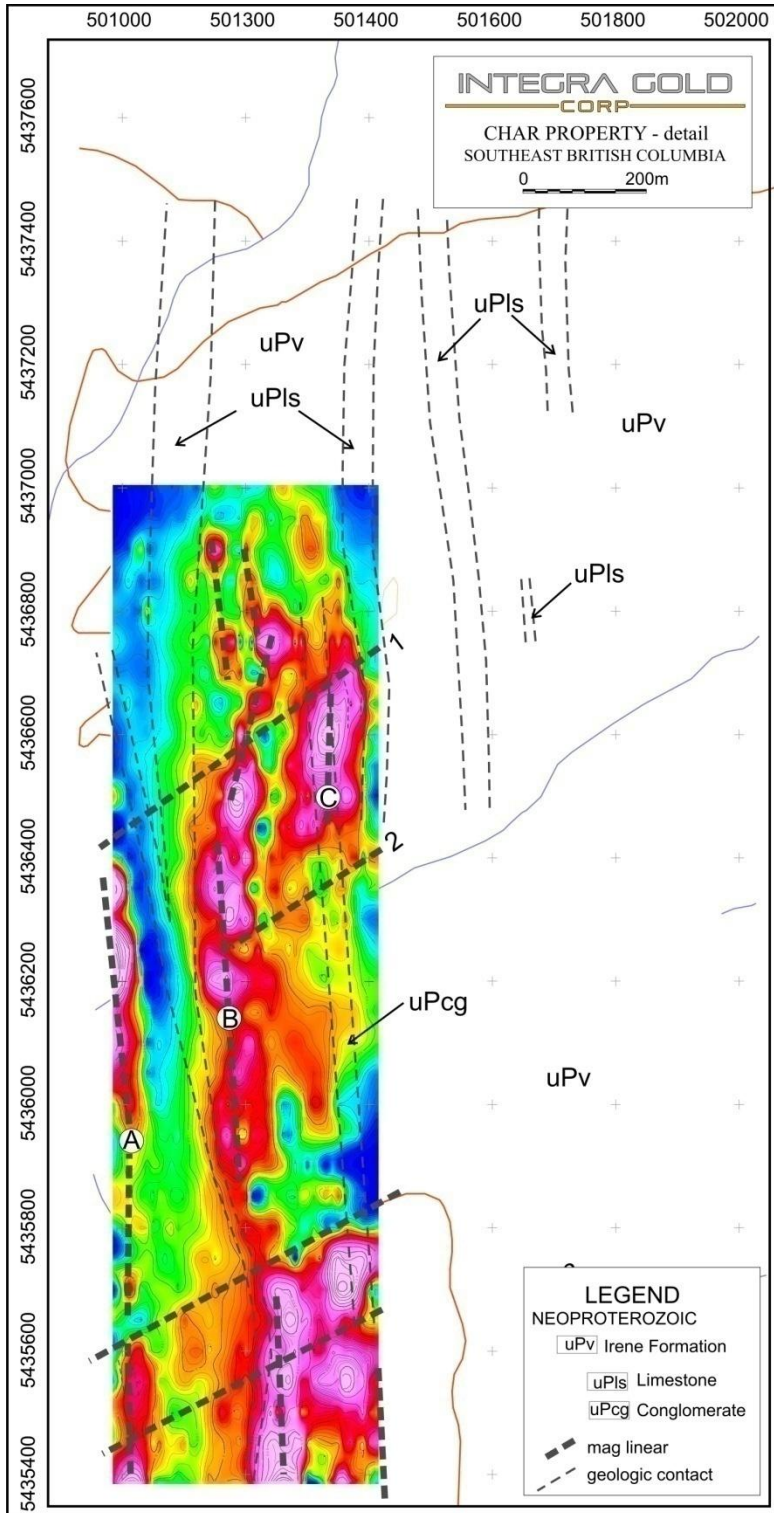 501000 501300 501400 501600 501800 502000
INTEGRA GOLD
CORP
CHAR PROPERTY - detail
SOUTHEAST BRITISH COLUMBIA
0 200m
5437600
5437400
5437200
5437000
5436800
5436600
5436400
5436200
5436000
5435800
5435600
5435400
uPls
uPv
uPls
uPv
uPls
1
C
2
uPcg
B
uPv
A
LEGEND
NEOPROTEROZOIC
uPv Irene Formation
uPls Limestone
uPcg Conglomerate
mag linear
geologic contact